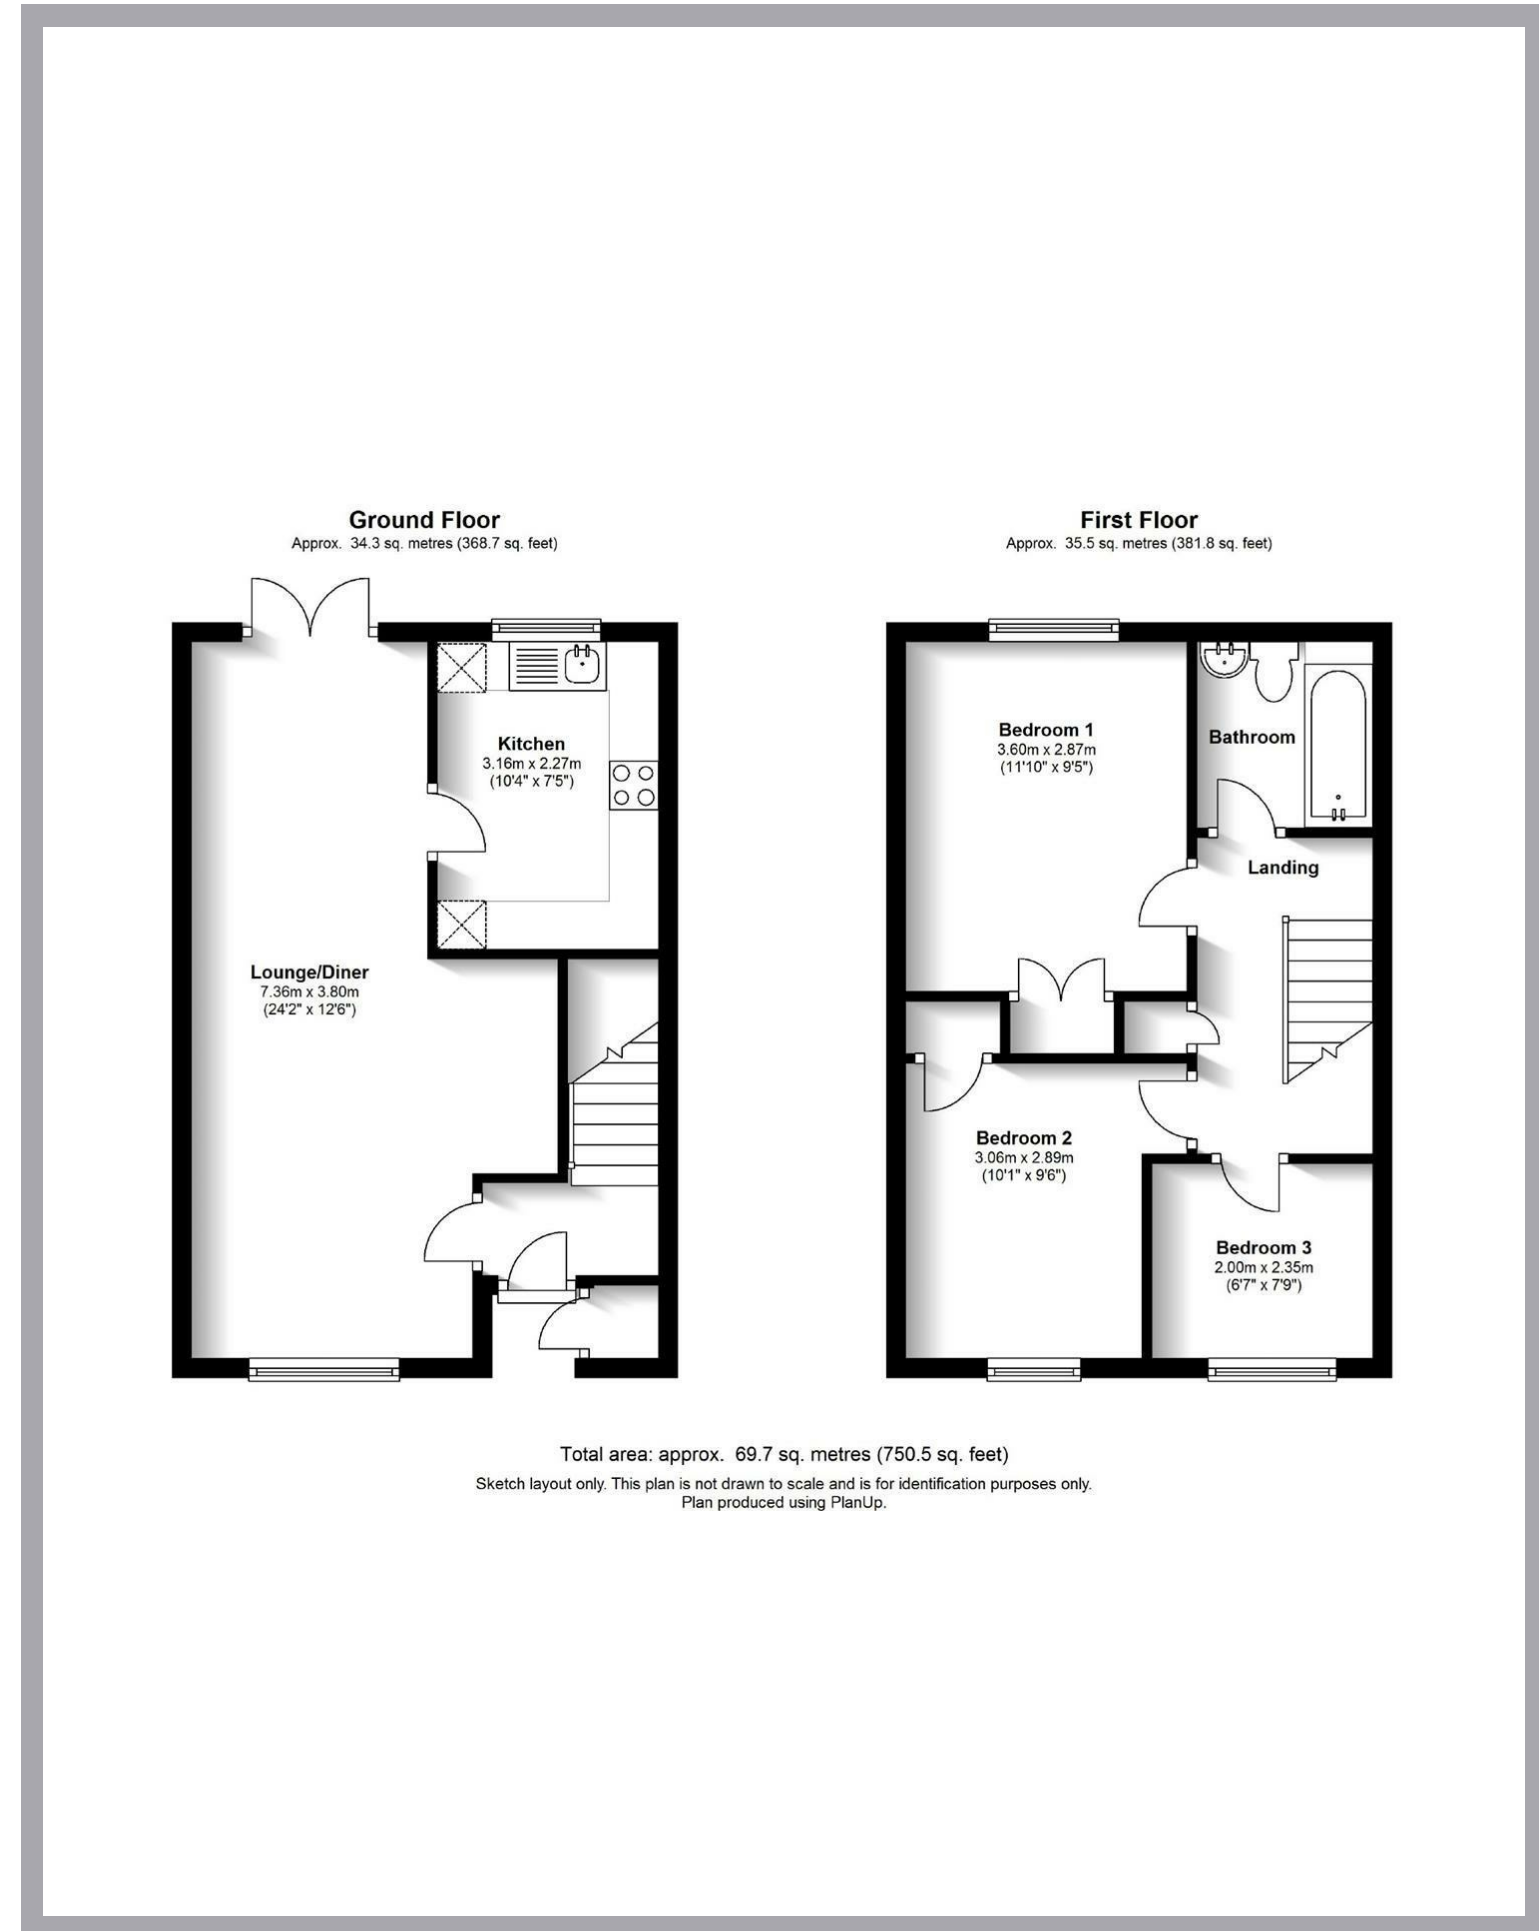 Ground Floor
Approx. 34.3 sq. metres (368.7 sq. feet)
Kitchen
3.16m x 2.27m
(10'4" x 7'5")
Lounge/Diner
7.36m x 3.80m
(24'2" x 12'6")
First Floor
Approx. 35.5 sq. metres (381.8 sq. feet)
Bedroom 1
3.60m x 2.87m
(11'10" x 9'5")
Bathroom
Landing
Bedroom 2
3.06m x 2.89m
(10'1" x 9'6")
Bedroom 3
2.00m x 2.35m
(6'7" x 7'9")
Total area: approx. 69.7 sq. metres (750.5 sq. feet)
Sketch layout only. This plan is not drawn to scale and is for identification purposes only.
Plan produced using PlanUp.